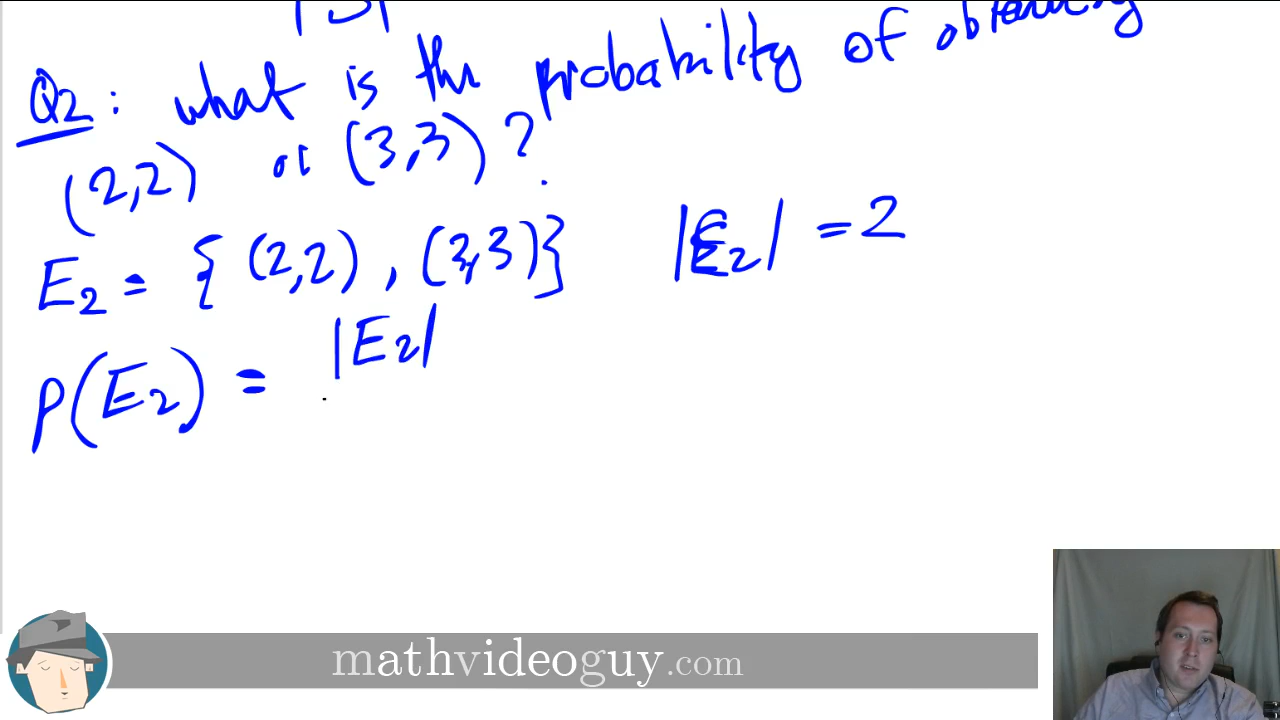 |S|
Q2: what is the probability of obtaining
(2,2) or (3,3)?
E2 = { (2,2) , (3,3)} |E2| = 2
P(E2) = |E2|
mathvideoguy.com